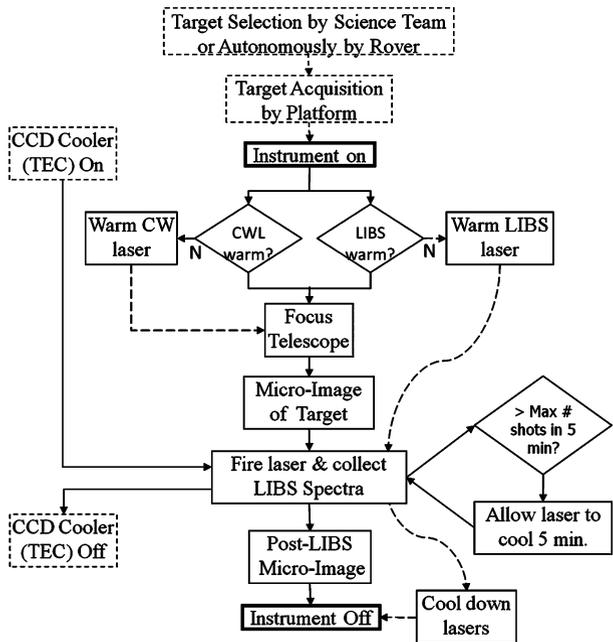 Target Selection by Science Team
or Autonomously by Rover
Target Acquisition
by Platform
CCD Cooler
(TEC) On
Instrument on
Warm CW
laser
N
CWL
warm?
LIBS
warm?
N
Warm LIBS
laser
Focus
Telescope
Micro-Image
of Target
> Max #
shots in 5
min?
Fire laser & collect
LIBS Spectra
Allow laser to
cool 5 min.
CCD Cooler
(TEC) Off
Post-LIBS
Micro-Image
Instrument Off
Cool down
lasers